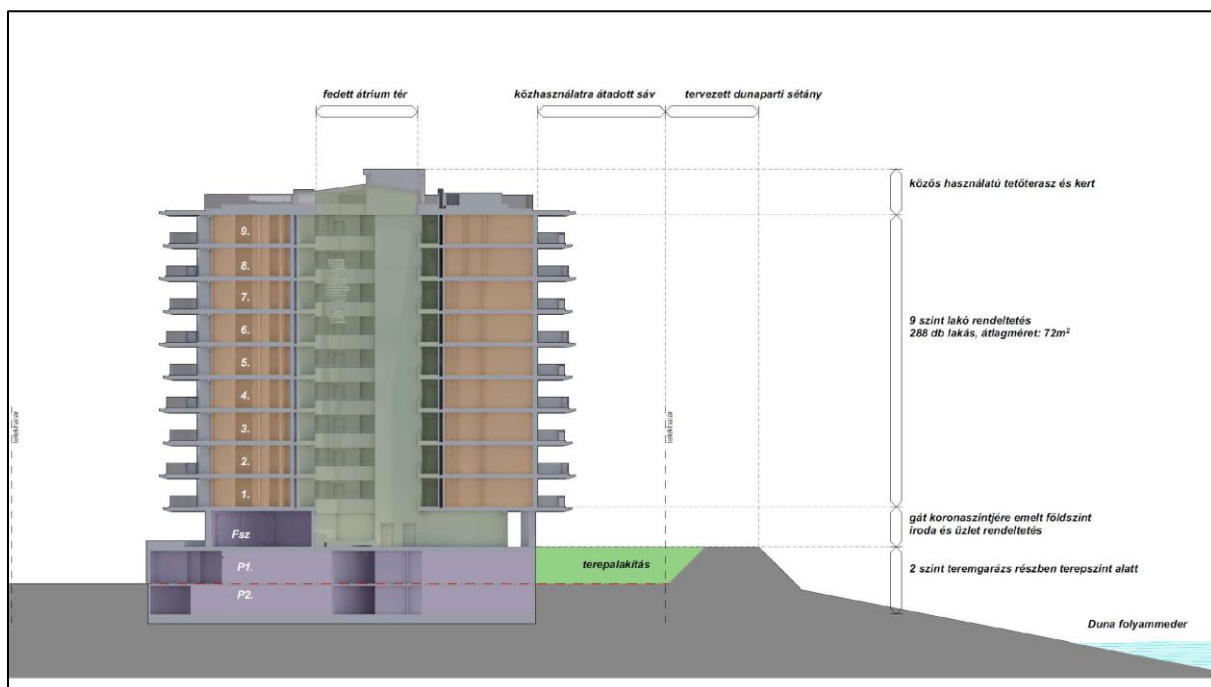 fedett átrium tér
közhasználatra átadott sáv
tervezett dunaparti sétány
közös használatú tetőterasz és kert
9.
8.
7.
6.
5.
4.
3.
2.
1.
9 szint lakó rendeltetés
288 db lakás, átlagméret: 72m²
telekhatár
telekhatár
Fsz
gát koronaszintjére emelt földszint
iroda és üzlet rendeltetés
P1.
terepalakítás
2 szint teremgarázs részben terepszint alatt
P2.
Duna folyammeder